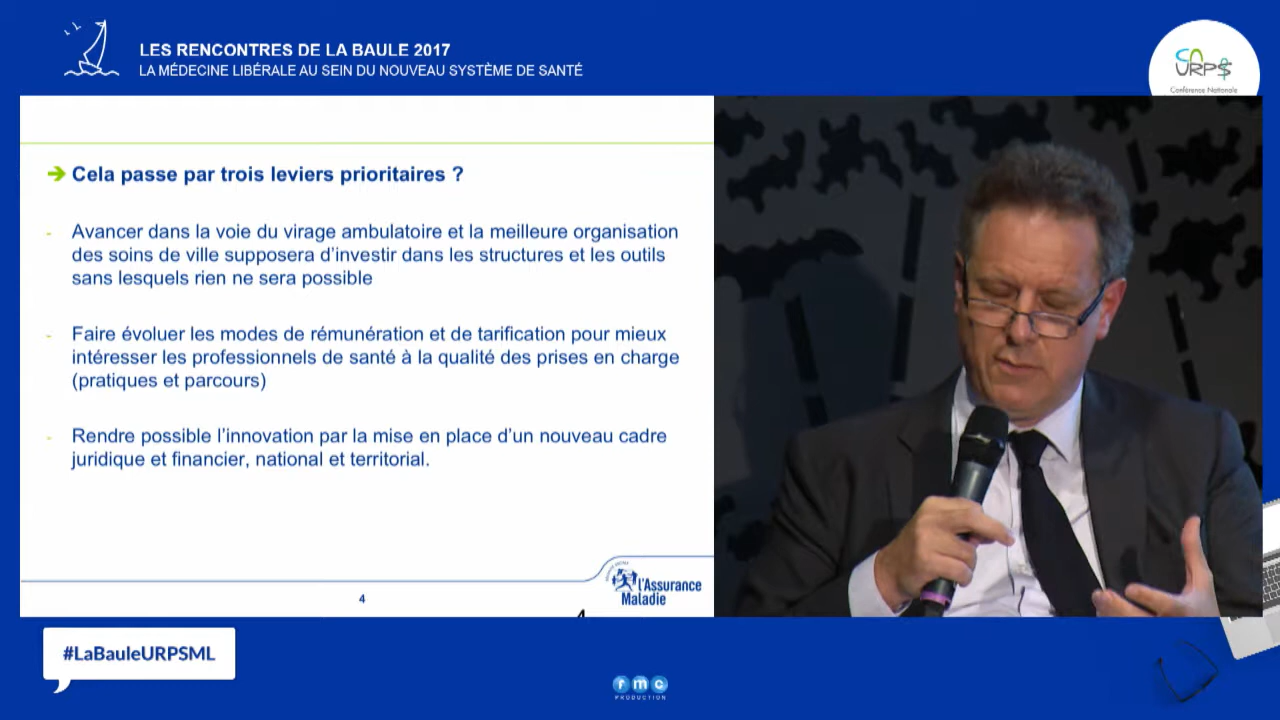 LES RENCONTRES DE LA BAULE 2017
LA MÉDECINE LIBÉRALE AU SEIN DU NOUVEAU SYSTÈME DE SANTÉ
URPS
Conférence Nationale
➔ Cela passe par trois leviers prioritaires ?
- Avancer dans la voie du virage ambulatoire et la meilleure organisation
des soins de ville supposera d'investir dans les structures et les outils
sans lesquels rien ne sera possible
- Faire évoluer les modes de rémunération et de tarification pour mieux
intéresser les professionnels de santé à la qualité des prises en charge
(pratiques et parcours)
- Rendre possible l'innovation par la mise en place d'un nouveau cadre
juridique et financier, national et territorial.
l'Assurance
Maladie
4
4
#LaBauleURPSML
fmc
PRODUCTION